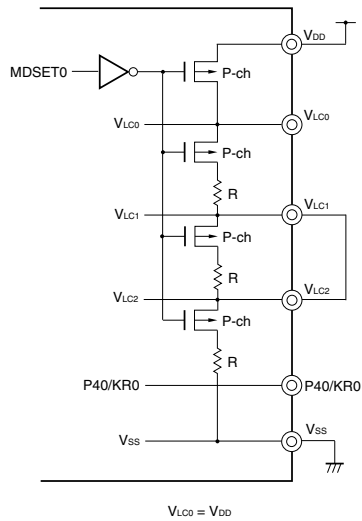 VDD
MDSET0
P-ch
VLC0
VLC0
P-ch
R
VLC1
VLC1
P-ch
R
VLC2
VLC2
P-ch
R
P40/KR0
P40/KR0
VSS
VSS
VLC0 = VDD